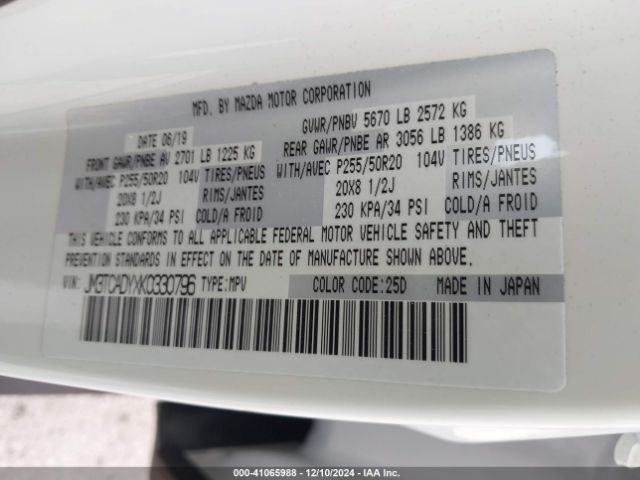 MFD. BY MAZDA MOTOR CORPORATION
DATE 06/19 GVWR/PNBV 5670 LB 2572 KG
FRONT GAWR/PNBE AV 2701 LB 1225 KG REAR GAWR/PNBE AR 3056 LB 1386 KG
WITH/AVEC P255/50R20 104V TIRES/PNEUS WITH/AVEC P255/50R20 104V TIRES/PNEUS
20X8 1/2J RIMS/JANTES 20X8 1/2J RIMS/JANTES
230 KPA/34 PSI COLD/A FROID 230 KPA/34 PSI COLD/A FROID
THIS VEHICLE CONFORMS TO ALL APPLICABLE FEDERAL MOTOR VEHICLE SAFETY AND THEFT
PREVENTION STANDARDS IN EFFECT ON THE DATE OF MANUFACTURE SHOWN ABOVE.
VIN: JM3TCADYXK0330796 TYPE:MPV COLOR CODE:25D MADE IN JAPAN
000-41065988 - 12/10/2024 - IAA Inc.